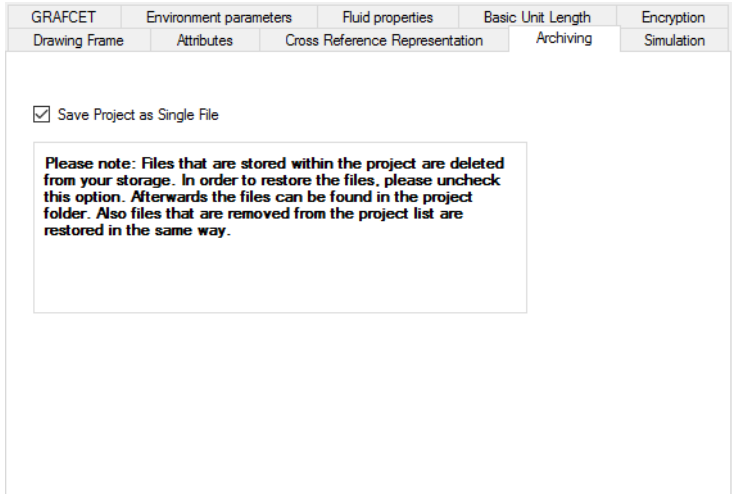 GRAFCET Environment parameters Fluid properties Basic Unit Length Encryption
Drawing Frame Attributes Cross Reference Representation Archiving Simulation
Save Project as Single File
Please note: Files that are stored within the project are deleted
from your storage. In order to restore the files, please uncheck
this option. Afterwards the files can be found in the project
folder. Also files that are removed from the project list are
restored in the same way.